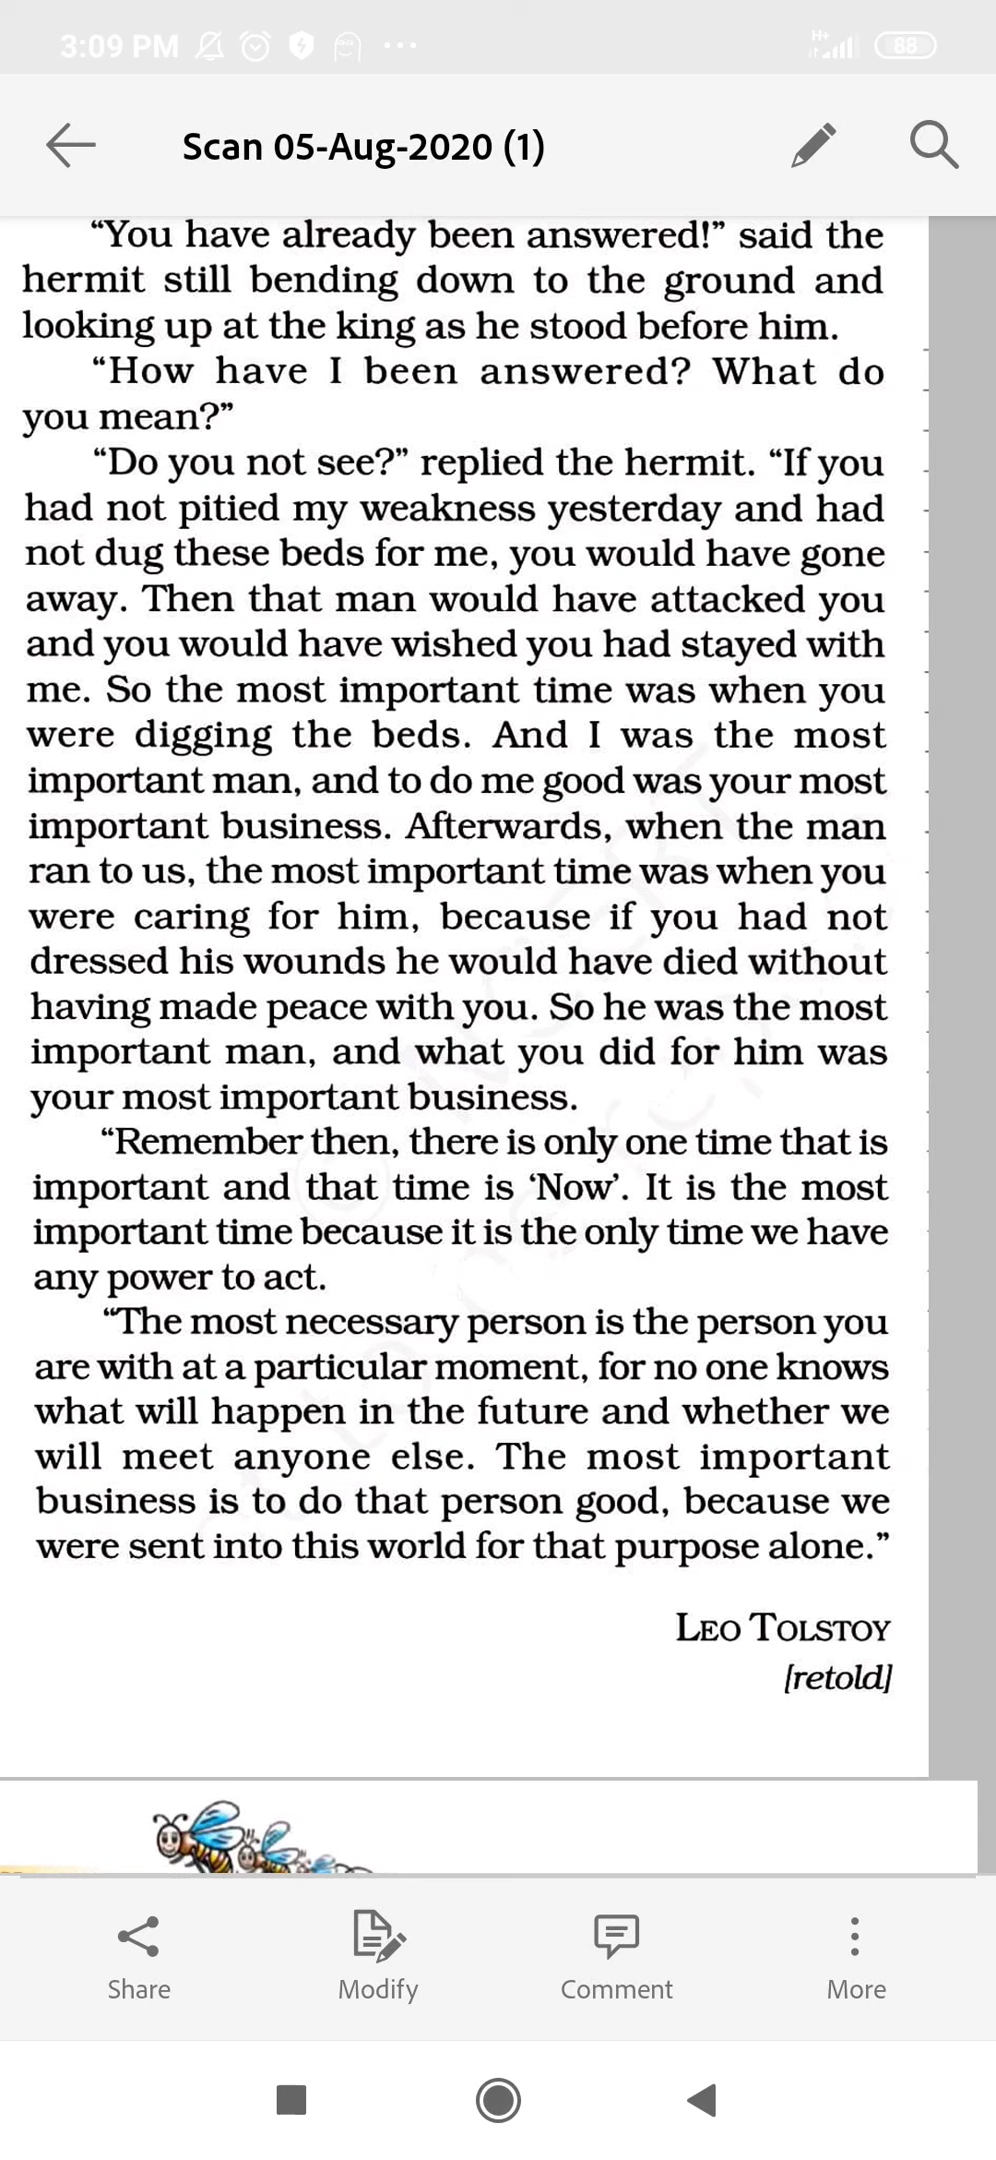 3:09 PM
H+
88
Scan 05-Aug-2020 (1)
“You have already been answered!” said the
hermit still bending down to the ground and
looking up at the king as he stood before him.
“How have I been answered? What do
you mean?”
“Do you not see?” replied the hermit. “If you
had not pitied my weakness yesterday and had
not dug these beds for me, you would have gone
away. Then that man would have attacked you
and you would have wished you had stayed with
me. So the most important time was when you
were digging the beds. And I was the most
important man, and to do me good was your most
important business. Afterwards, when the man
ran to us, the most important time was when you
were caring for him, because if you had not
dressed his wounds he would have died without
having made peace with you. So he was the most
important man, and what you did for him was
your most important business.
“Remember then, there is only one time that is
important and that time is ‘Now’. It is the most
important time because it is the only time we have
any power to act.
“The most necessary person is the person you
are with at a particular moment, for no one knows
what will happen in the future and whether we
will meet anyone else. The most important
business is to do that person good, because we
were sent into this world for that purpose alone.”
LEO TOLSTOY
[retold]
Share
Modify
Comment
More